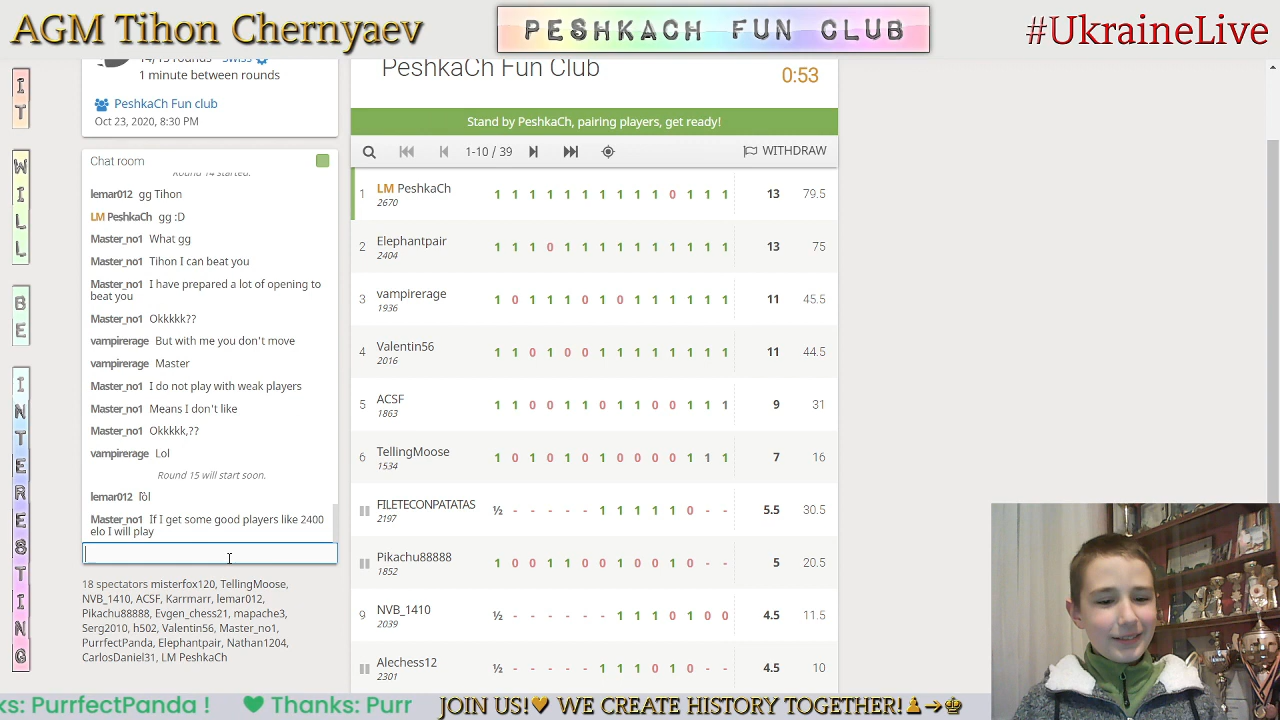 AGM Tihon Chernyaev
PESHKACH FUN CLUB
#UkraineLive
IT
WILL
BE
INTERESTING
1 minute between rounds
PeshkaCh Fun club
Oct 23, 2020, 8:30 PM
Chat room
Round 14 started.
lemar012 gg Tihon
LM PeshkaCh gg :D
Master_no1 What gg
Master_no1 Tihon I can beat you
Master_no1 I have prepared a lot of opening to
beat you
Master_no1 Okkkkk??
vampirerage But with me you don't move
vampirerage Master
Master_no1 I do not play with weak players
Master_no1 Means I don't like
Master_no1 Okkkkk,??
vampirerage Lol
Round 15 will start soon.
lemar012 lol
Master_no1 If I get some good players like 2400
elo I will play
18 spectators misterfox120, TellingMoose,
NVB_1410, ACSF, Karrmarr, lemar012,
Pikachu88888, Evgen_chess21, mapache3,
Serg2010, h502, Valentin56, Master_no1,
PurrfectPanda, Elephantpair, Nathan1204,
CarlosDaniel31, LM PeshkaCh
PeshkaCh Fun Club
0:53
Stand by PeshkaCh, pairing players, get ready!
1-10 / 39
WITHDRAW
1 LM PeshkaCh 1 1 1 1 1 1 1 1 1 1 0 1 1 1 13 79.5
2670
2 Elephantpair 1 1 1 0 1 1 1 1 1 1 1 1 1 1 13 75
2404
3 vampirerage 1 0 1 1 1 0 1 0 1 1 1 1 1 1 11 45.5
1936
4 Valentin56 1 1 0 1 0 0 1 1 1 1 1 1 1 1 11 44.5
2016
5 ACSF 1 1 0 0 1 1 0 1 1 0 0 1 1 1 9 31
1863
6 TellingMoose 1 0 1 0 1 0 1 0 0 0 0 1 1 1 7 16
1534
FILETECONPATATAS ½ - - - - - 1 1 1 1 1 0 - - 5.5 30.5
2197
Pikachu88888 1 0 0 1 1 0 0 1 0 0 1 0 - - 5 20.5
1852
9 NVB_1410 ½ - - - - - - 1 1 1 0 1 0 0 4.5 11.5
2039
Alechess12 ½ - - - - - 1 1 1 0 1 0 - - 4.5 10
2301
ks: PurrfectPanda ! Thanks: Purr
JOIN US!♥ WE CREATE HISTORY TOGETHER!♟→♚